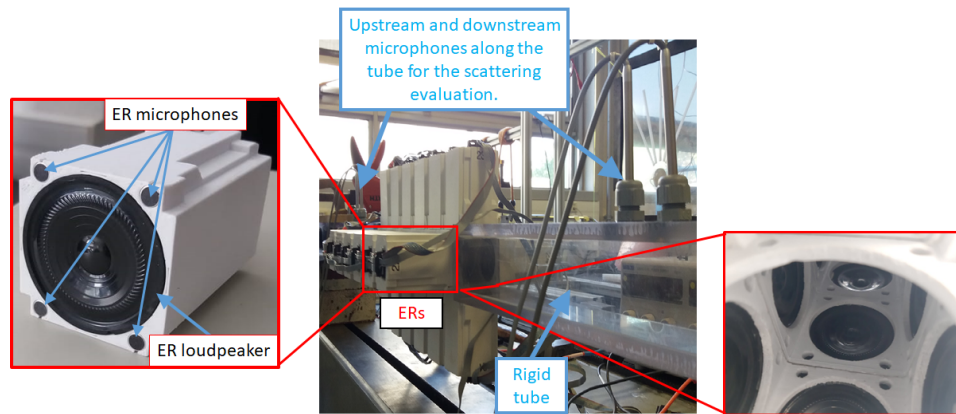 Upstream and downstream
microphones along the
tube for the scattering
evaluation.
ER microphones
ER loudpeaker
ERs
Rigid
tube